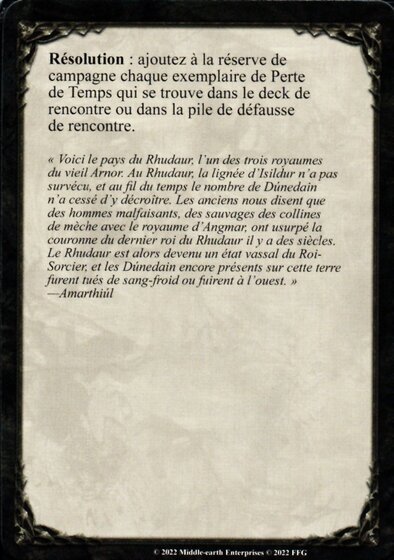 Résolution : ajoutez à la réserve de
campagne chaque exemplaire de Perte
de Temps qui se trouve dans le deck de
rencontre ou dans la pile de défausse
de rencontre.
« Voici le pays du Rhudaur, l'un des trois royaumes
du vieil Arnor. Au Rhudaur, la lignée d'Isildur n'a pas
survécu, et au fil du temps le nombre de Dúnedain
n'a cessé d'y décroître. Les anciens nous disent que
des hommes malfaisants, des sauvages des collines
de mèche avec le royaume d'Angmar, ont usurpé la
couronne du dernier roi du Rhudaur il y a des siècles.
Le Rhudaur est alors devenu un état vassal du Roi-
Sorcier, et les Dúnedain encore présents sur cette terre
furent tués de sang-froid ou fuirent à l'ouest. »
—Amarthiúl
© 2022 Middle-earth Enterprises © 2022 FFG